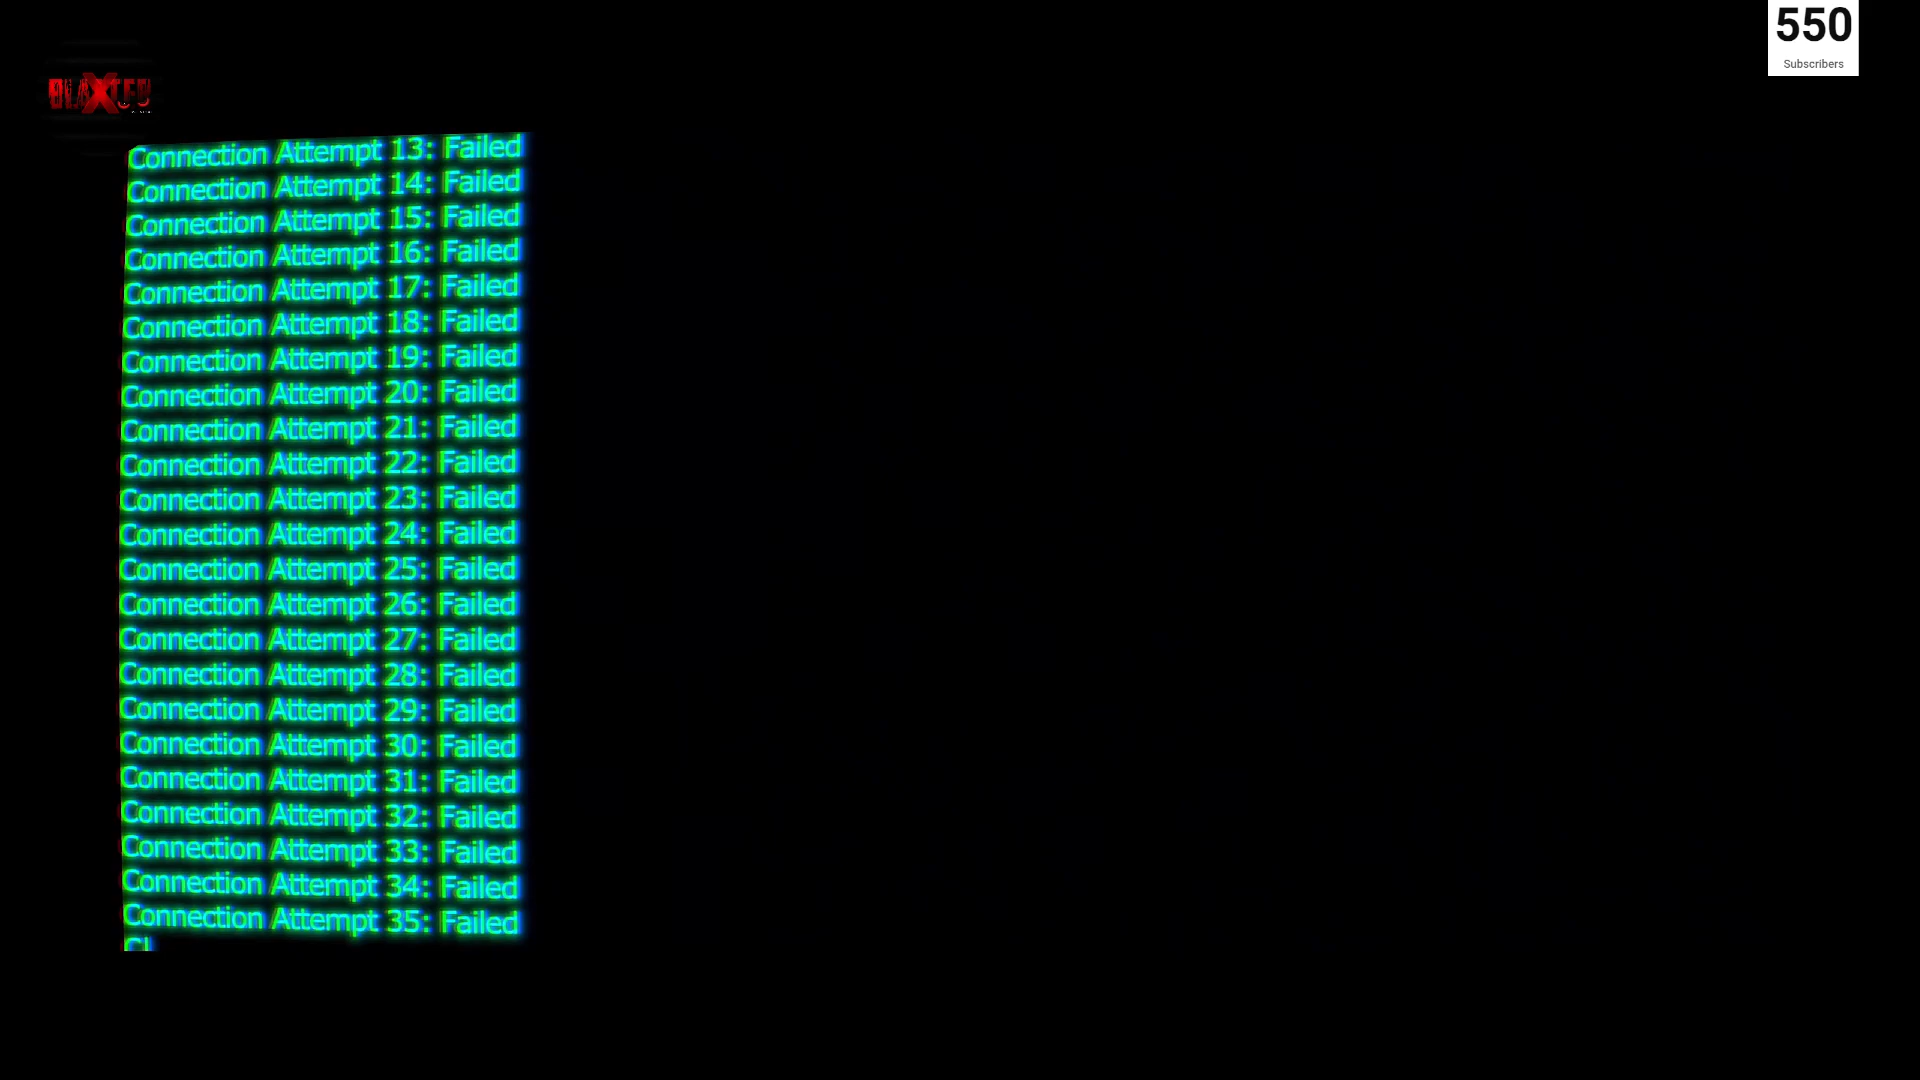 550
Subscribers
Connection Attempt 13: Failed
Connection Attempt 14: Failed
Connection Attempt 15: Failed
Connection Attempt 16: Failed
Connection Attempt 17: Failed
Connection Attempt 18: Failed
Connection Attempt 19: Failed
Connection Attempt 20: Failed
Connection Attempt 21: Failed
Connection Attempt 22: Failed
Connection Attempt 23: Failed
Connection Attempt 24: Failed
Connection Attempt 25: Failed
Connection Attempt 26: Failed
Connection Attempt 27: Failed
Connection Attempt 28: Failed
Connection Attempt 29: Failed
Connection Attempt 30: Failed
Connection Attempt 31: Failed
Connection Attempt 32: Failed
Connection Attempt 33: Failed
Connection Attempt 34: Failed
Connection Attempt 35: Failed